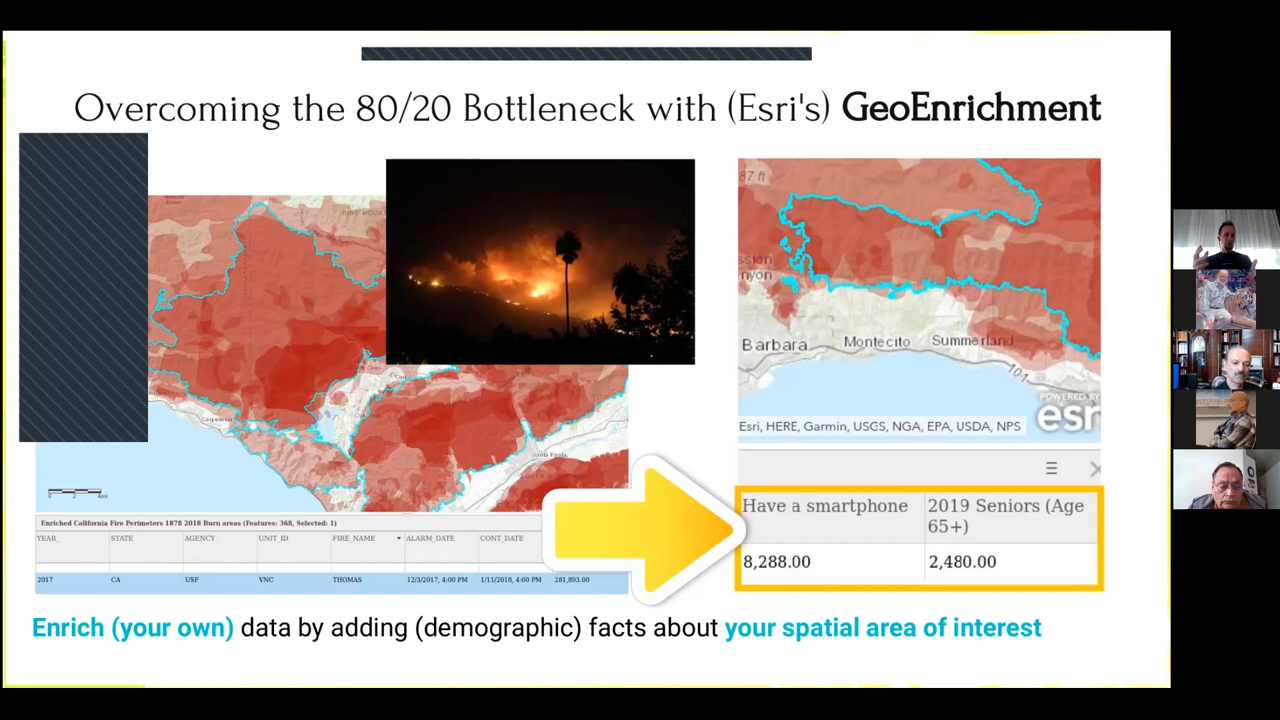 Overcoming the 80/20 Bottleneck with (Esri's) GeoEnrichment
87 ft
ssion
nyon
Barbara
Montecito
Summerland
101
POWERED BY
esri
Esri, HERE, Garmin, USGS, NGA, EPA, USDA, NPS
Carpinteria
Santa Paula
Enriched California Fire Perimeters 1878 2018 Burn areas (Features: 368, Selected: 1)
YEAR_ STATE AGENCY UNIT_ID FIRE_NAME ALARM_DATE CONT_DATE
2017 CA USF VNC THOMAS 12/3/2017, 4:00 PM 1/11/2018, 4:00 PM 281,893.00
Have a smartphone
2019 Seniors (Age
65+)
8,288.00
2,480.00
Enrich (your own) data by adding (demographic) facts about your spatial area of interest